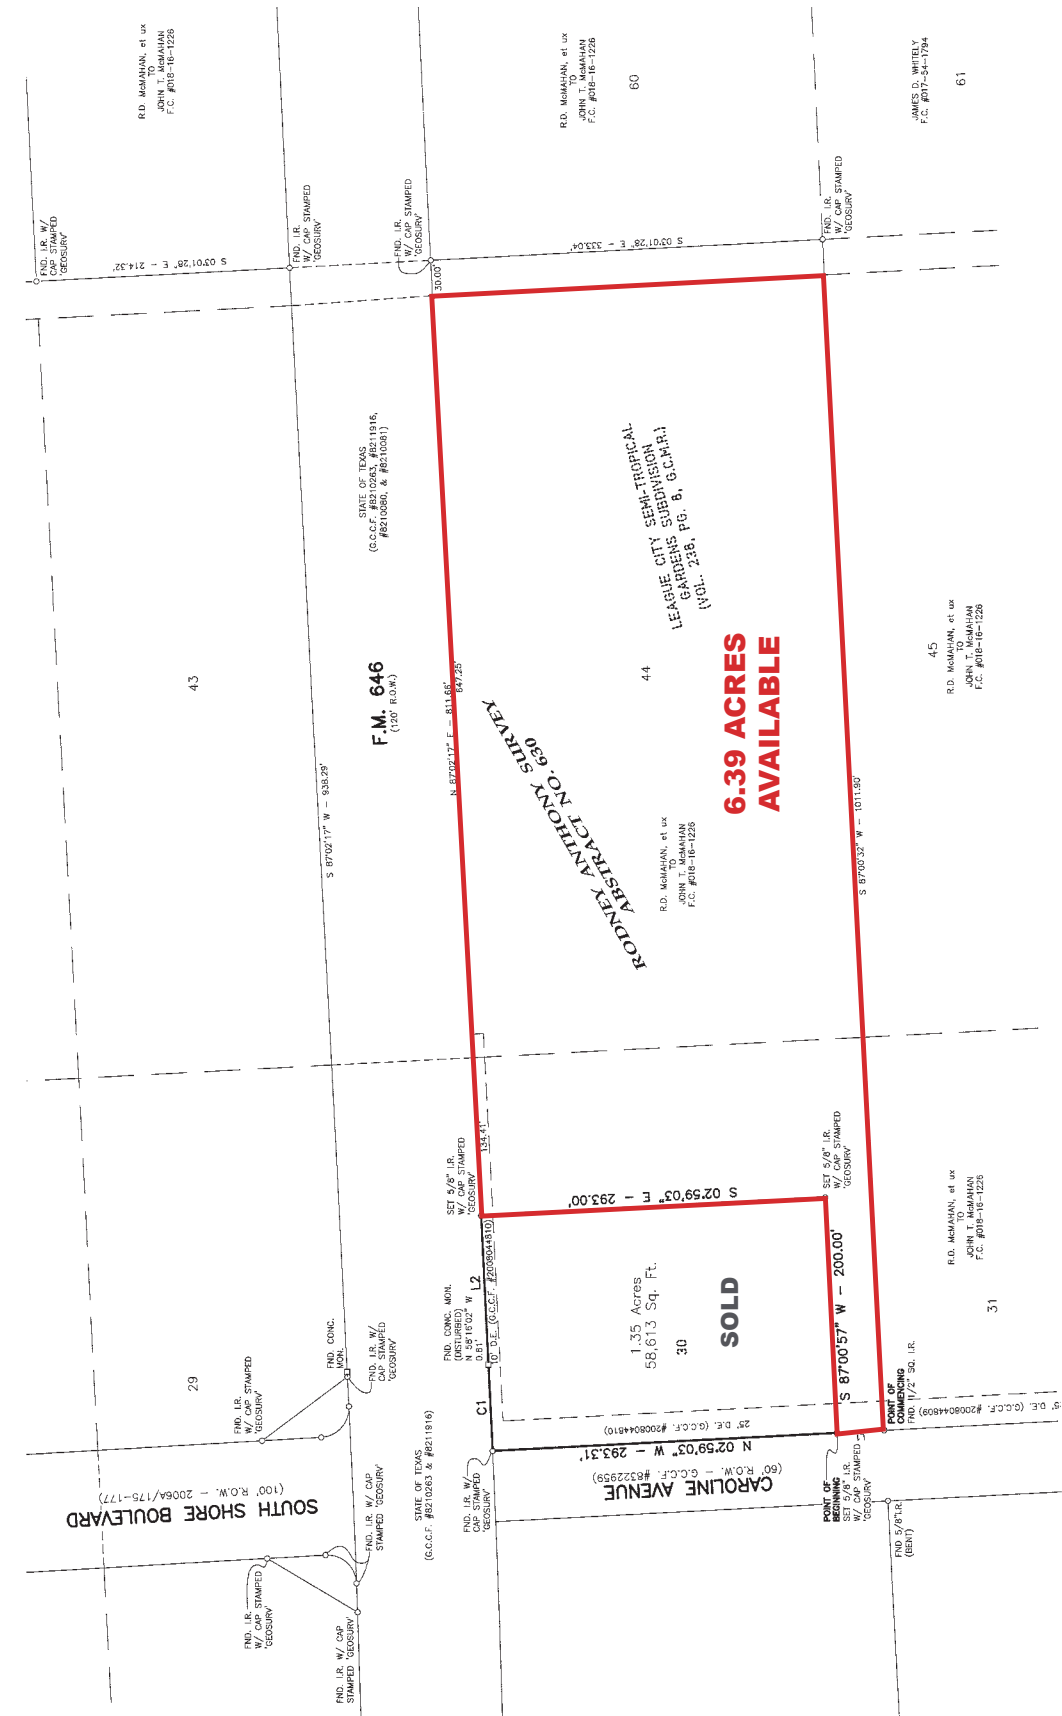 R.D. McMAHAN, et ux
TO
JOHN T. McMAHAN
F.C. #018-16-1226
R.D. McMAHAN, et ux
TO
JOHN T. McMAHAN
F.C. #018-16-1226
60
JAMES D. WHITELY
F.C. #017-54-1794
61
FND. I.R. W/
CAP STAMPED
'GEOSURV'
S 03°01'28" E - 214.32'
FND. I.R.
W/ CAP STAMPED
'GEOSURV'
FND. I.R.
W/ CAP STAMPED
'GEOSURV'
30.00'
S 03°01'28" E - 333.04'
FND. I.R.
W/ CAP STAMPED
'GEOSURV'
STATE OF TEXAS
(G.C.C.F. #8210263, #8211916,
#8210080, & #8210081)
LEAGUE CITY SEMI-TROPICAL
GARDENS SUBDIVISION
(VOL. 238, PG. 8, G.C.M.R.)
43
F.M. 646
(120' R.O.W.)
N 87°02'17" E - 811.66'
647.25'
44
6.39 ACRES
AVAILABLE
45
R.D. McMAHAN, et ux
TO
JOHN T. McMAHAN
F.C. #018-16-1226
S 87°02'17" W - 938.29'
RODNEY ANTHONY SURVEY
ABSTRACT NO. 630
R.D. McMAHAN, et ux
TO
JOHN T. McMAHAN
F.C. #018-16-1226
S 87°00'32" W - 1011.90'
134.41'
SET 5/8" I.R.
W/ CAP STAMPED
'GEOSURV'
S 02°59'03" E - 293.00'
SET 5/8" I.R.
W/ CAP STAMPED
'GEOSURV'
R.D. McMAHAN, et ux
TO
JOHN T. McMAHAN
F.C. #018-16-1226
31
FND. CONC. MON.
(DISTURBED)
N 58°16'02" W
0.81'
L2
10' D.E. (G.C.C.F. #2008044810)
1.35 Acres
58,613 Sq. Ft.
30
SOLD
S 87°00'57" W - 200.00'
29
FND. I.R.
W/ CAP STAMPED
'GEOSURV'
FND. CONC.
MON.
FND. I.R. W/
CAP STAMPED
'GEOSURV'
C1
25' D.E. (G.C.C.F. #2008044810)
N 02°59'03" W - 293.31'
POINT OF
COMMENCING
FND. 1/2" SQ. I.R.
5' D.E. (G.C.C.F. #2008044809)
SOUTH SHORE BOULEVARD
(100' R.O.W. - 2006A/175-177)
STATE OF TEXAS
(G.C.C.F. #8210263 & #8211916)
FND. I.R. W/
CAP STAMPED
'GEOSURV'
CAROLINE AVENUE
(60' R.O.W. - G.C.C.F. #8322959)
POINT OF
BEGINNING
SET 5/8" I.R.
W/ CAP STAMPED
'GEOSURV'
FND 5/8" I.R.
(BENT)
FND. I.R. W/ CAP
STAMPED 'GEOSURV'
FND. I.R.
W/ CAP STAMPED
'GEOSURV'
FND. I.R. W/ CAP
STAMPED 'GEOSURV'